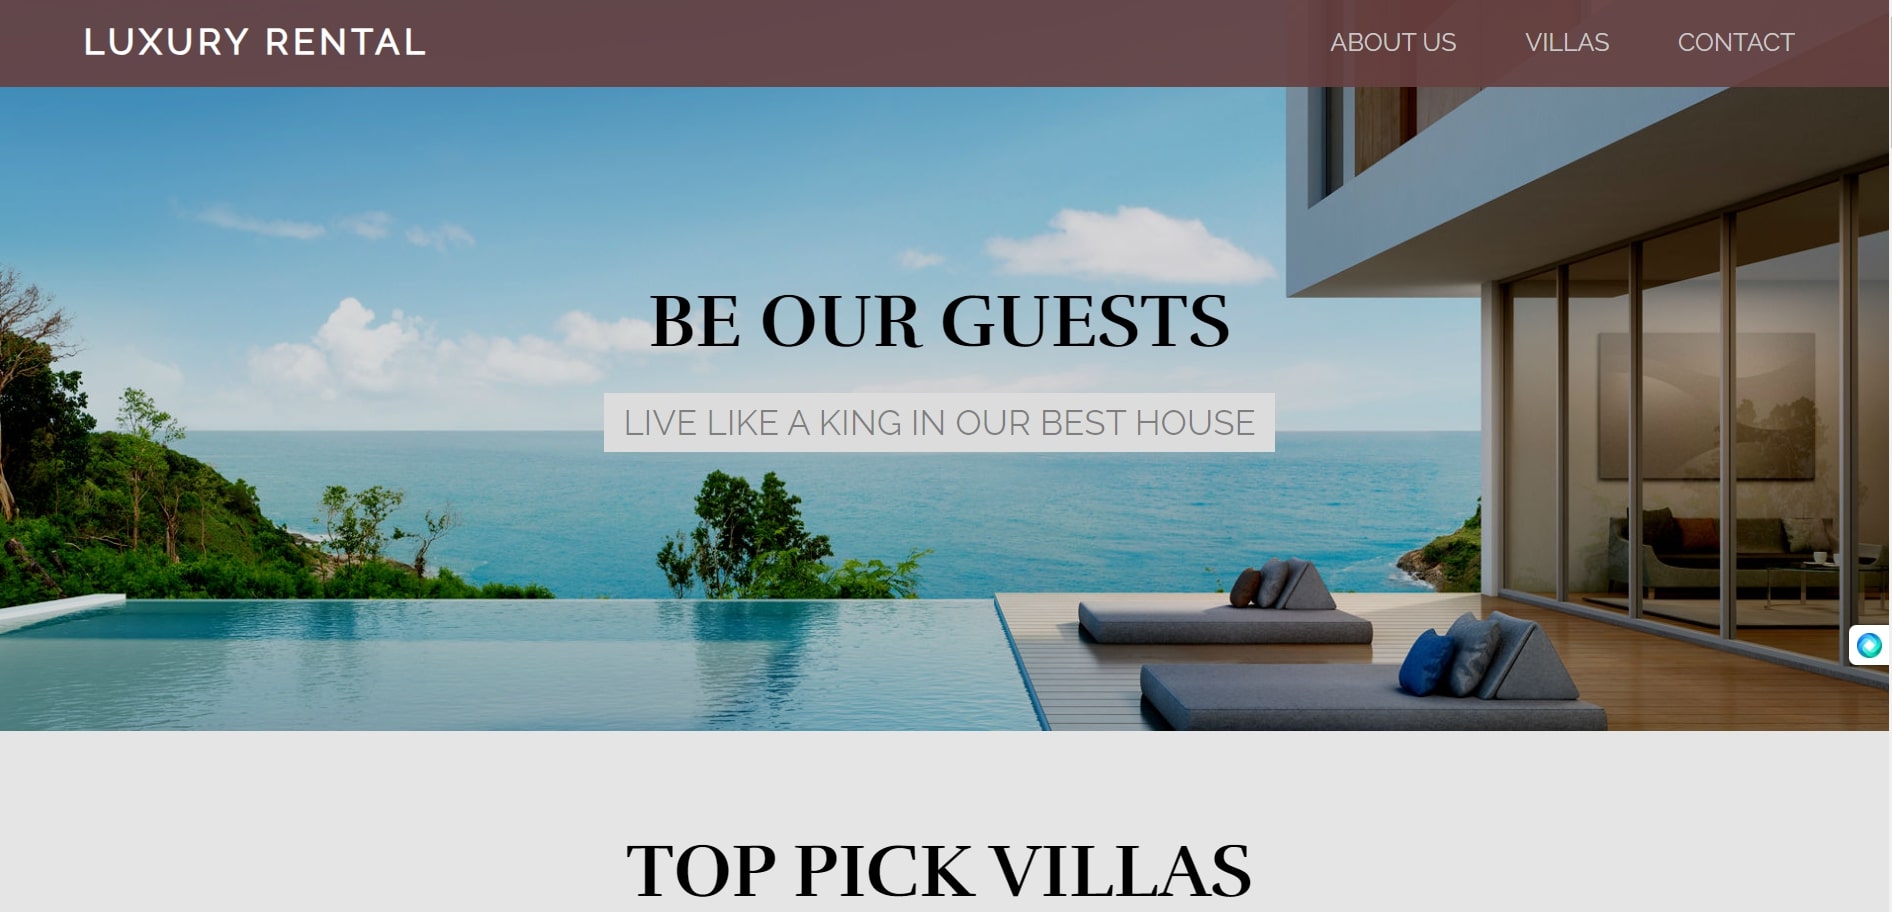 LUXURY RENTAL
ABOUT US
VILLAS
CONTACT
BE OUR GUESTS
LIVE LIKE A KING IN OUR BEST HOUSE
TOP PICK VILLAS